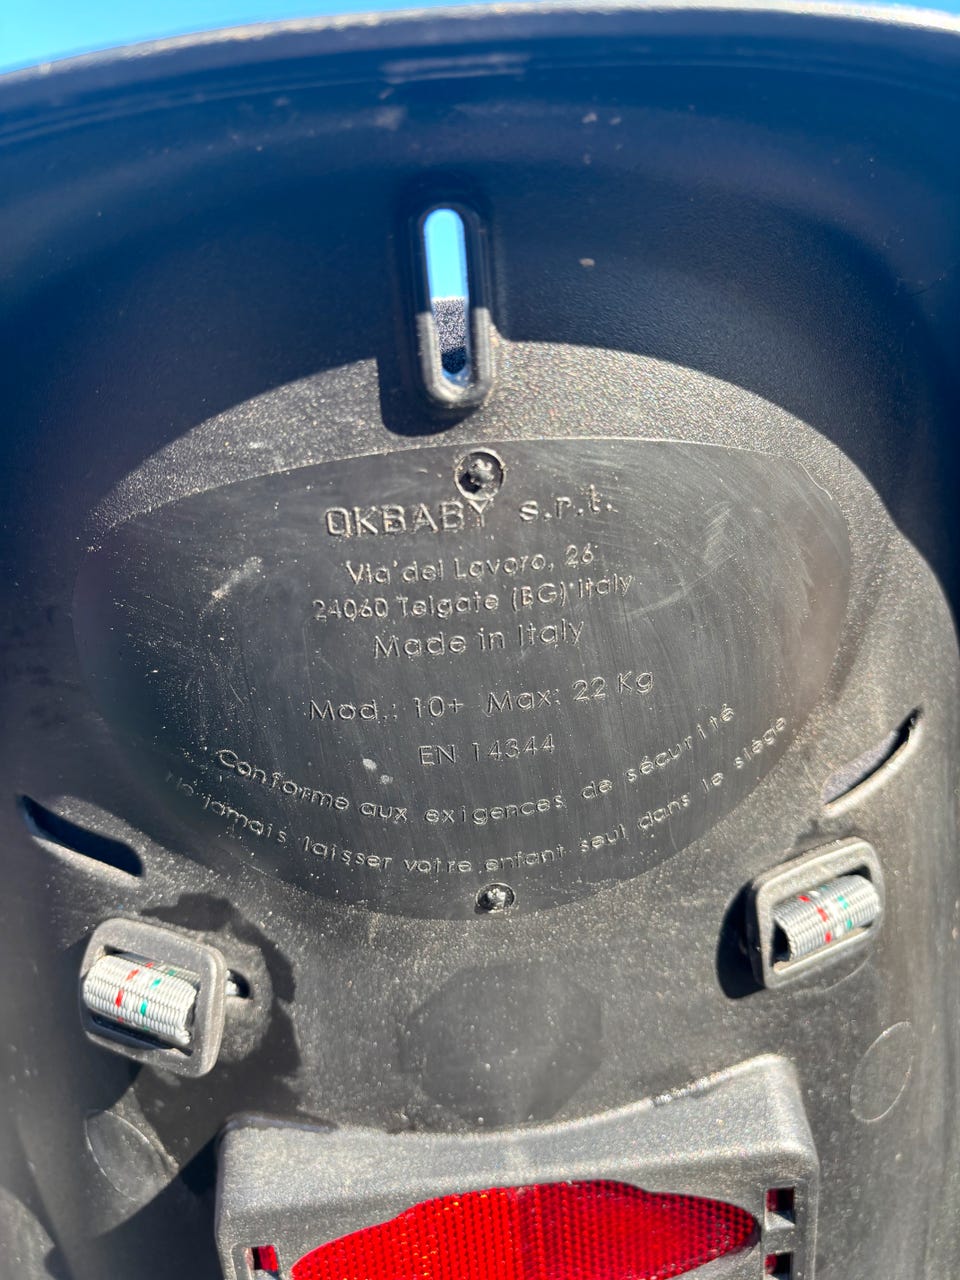 OKBABY s.r.l.
Via del Lavoro, 26
24060 Telgate (BG) Italy
Made in Italy
Mod.: 10+ Max: 22 Kg
EN 14344
Conforme aux exigences de sécurité
Ne jamais laisser votre enfant seul dans le siège